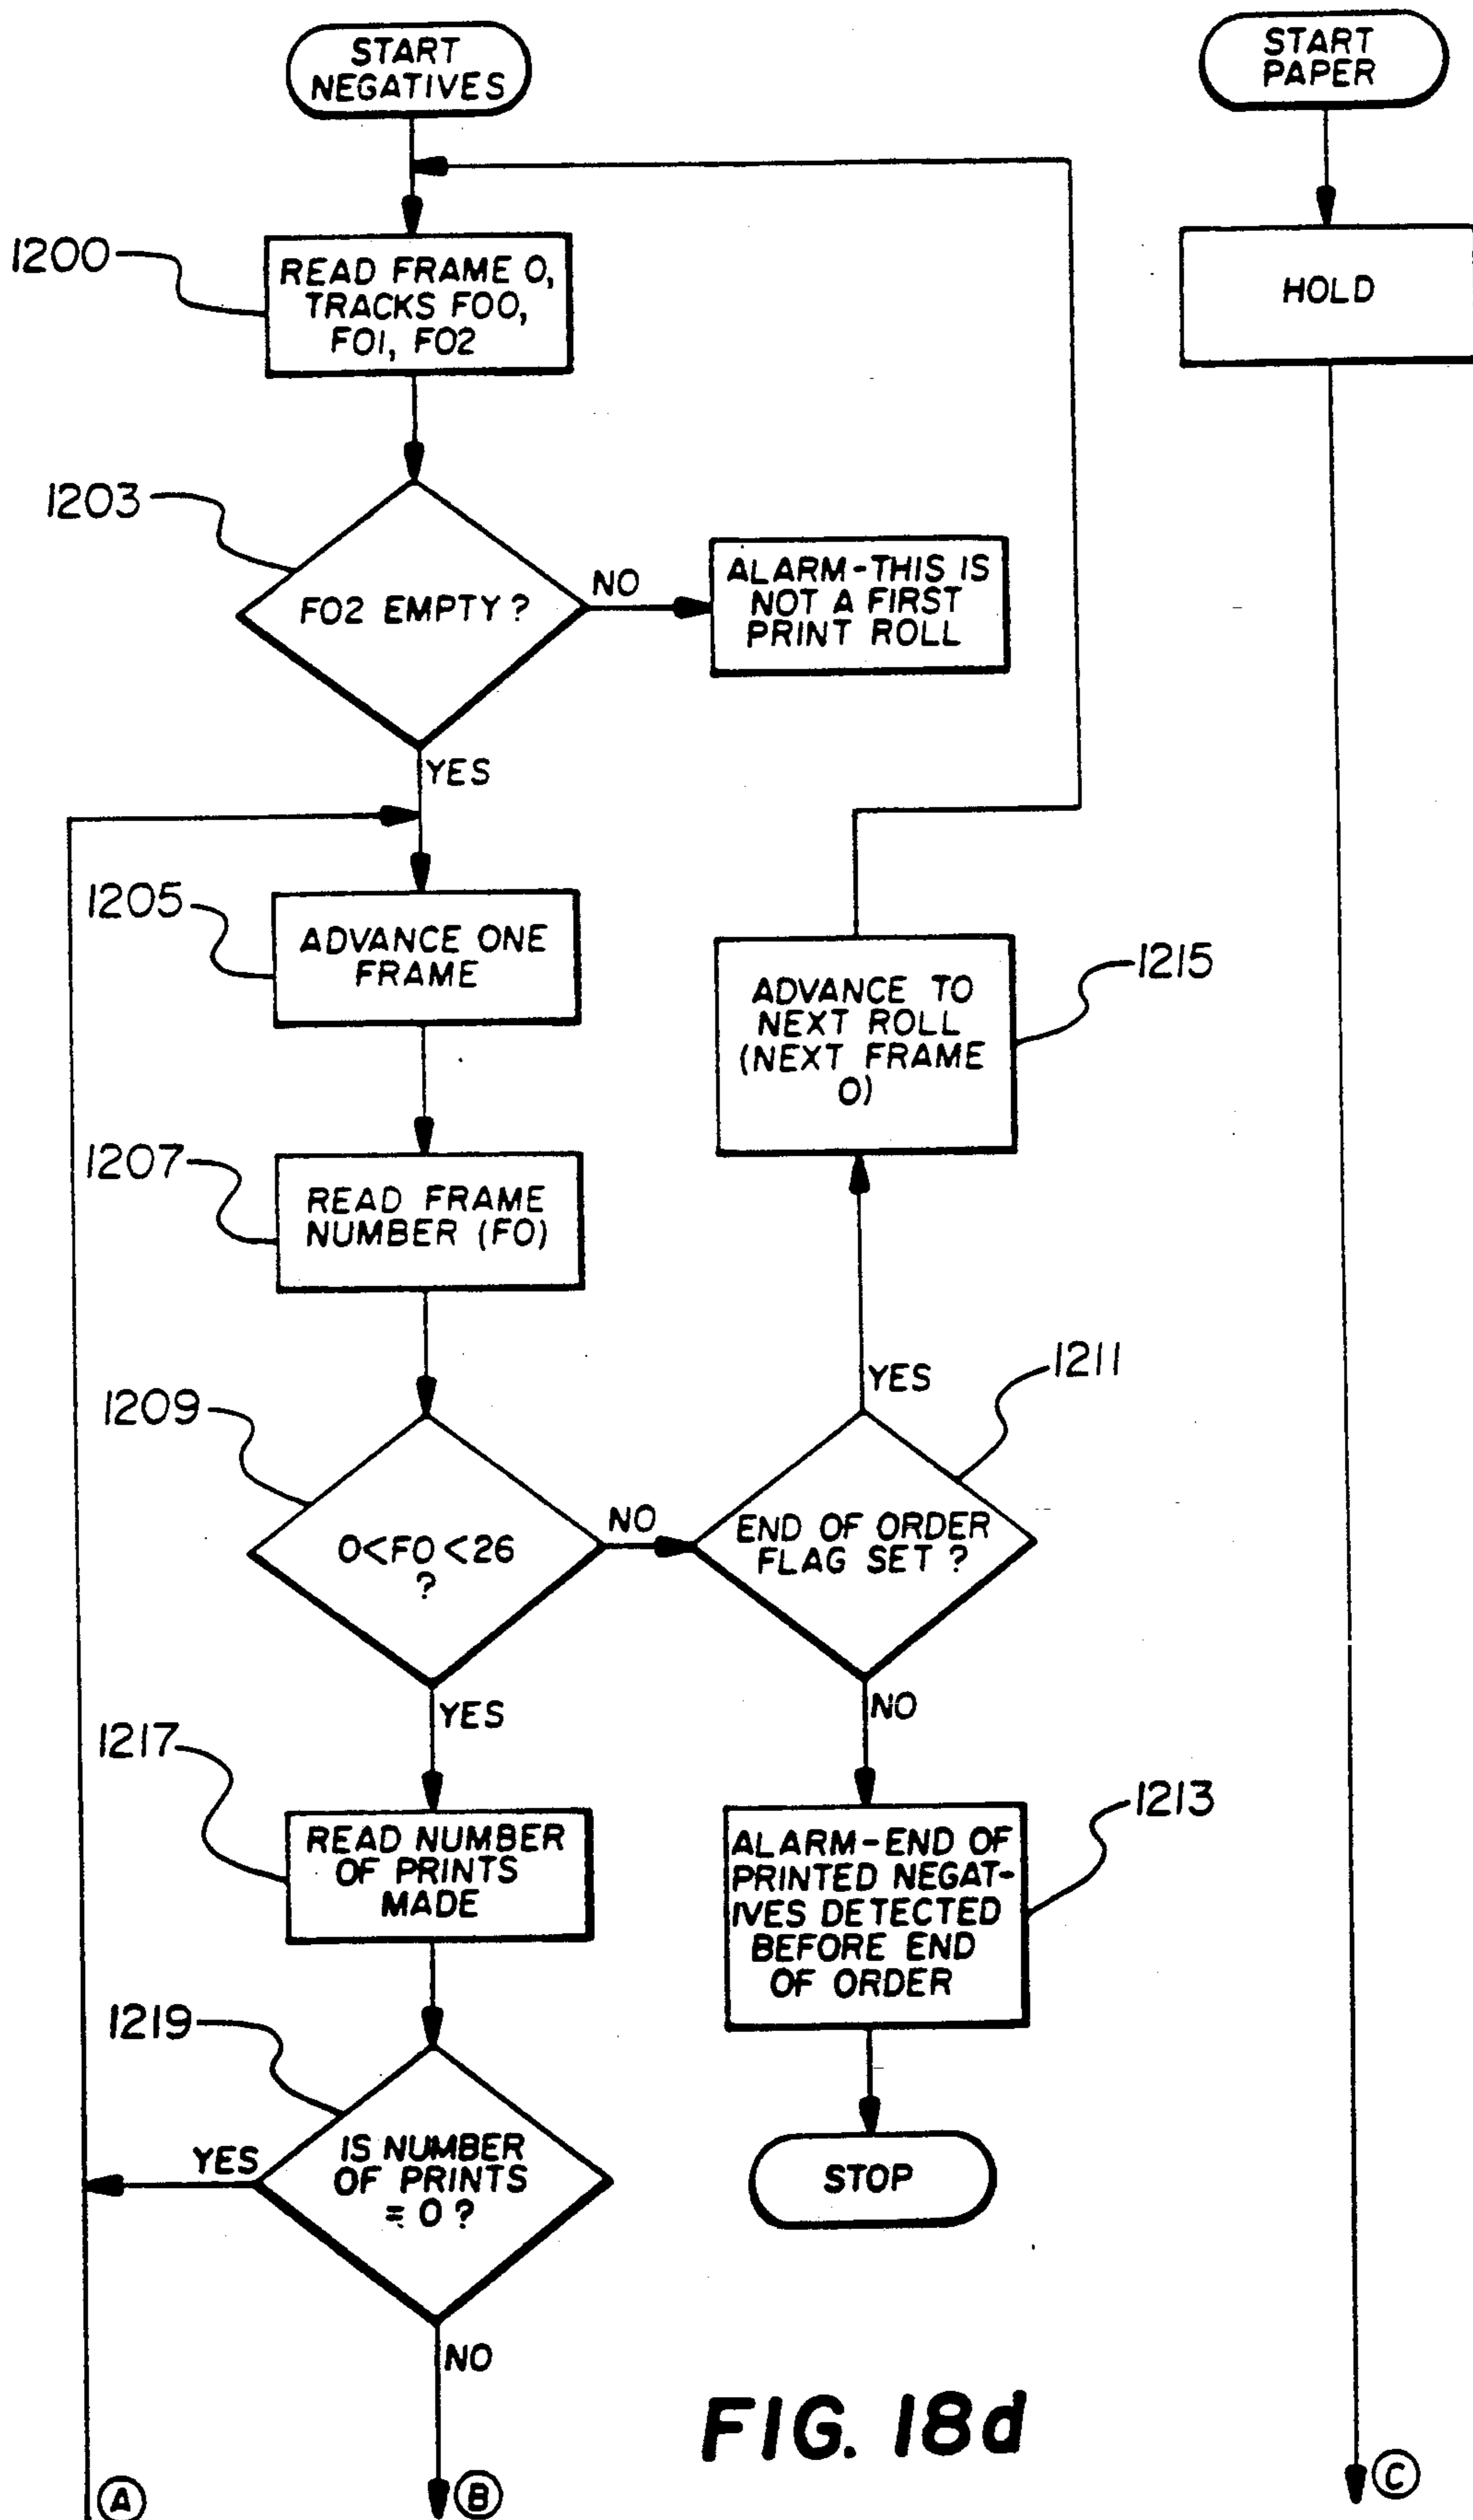 START
NEGATIVES
START
PAPER
1200
READ FRAME 0,
TRACKS F00,
F01, F02
HOLD
1203
F02 EMPTY ?
NO
ALARM-THIS IS
NOT A FIRST
PRINT ROLL
YES
1205
ADVANCE ONE
FRAME
ADVANCE TO
NEXT ROLL
(NEXT FRAME
0)
1215
1207
READ FRAME
NUMBER (F0)
1209
0<F0<26
?
NO
YES
1211
END OF ORDER
FLAG SET ?
YES
NO
1217
READ NUMBER
OF PRINTS
MADE
ALARM-END OF
PRINTED NEGAT-
IVES DETECTED
BEFORE END
OF ORDER
1213
1219
YES
IS NUMBER
OF PRINTS
= 0 ?
STOP
NO
FIG. 18d
A
B
C